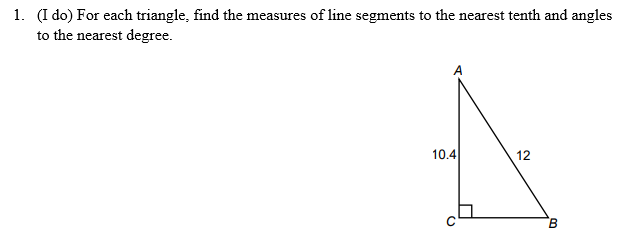 1. (I do) For each triangle, find the measures of line segments to the nearest tenth and angles
to the nearest degree.
A
10.4
12
C
B